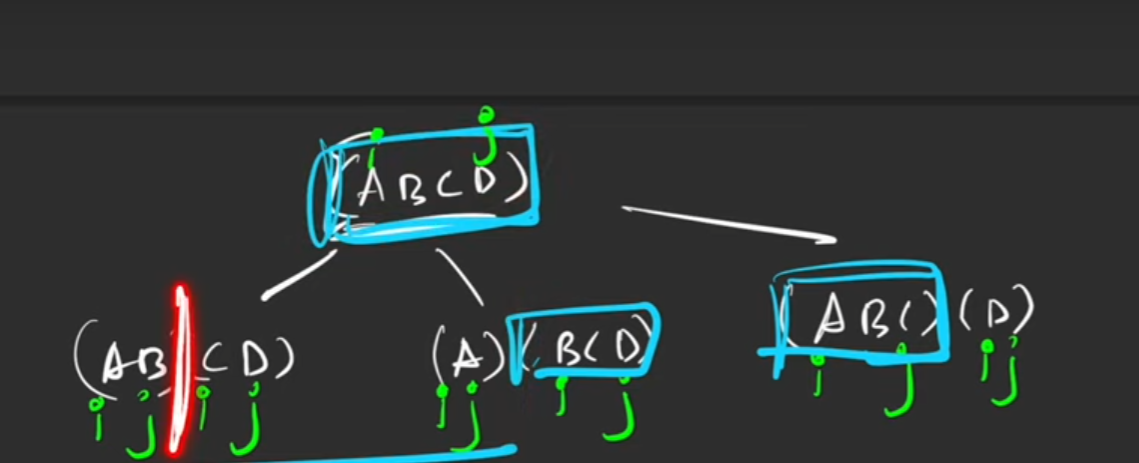 i j
(ABCD)
(AB)(CD) (A)(BCD) (ABC)(D)
i j i j i j i j i j i j